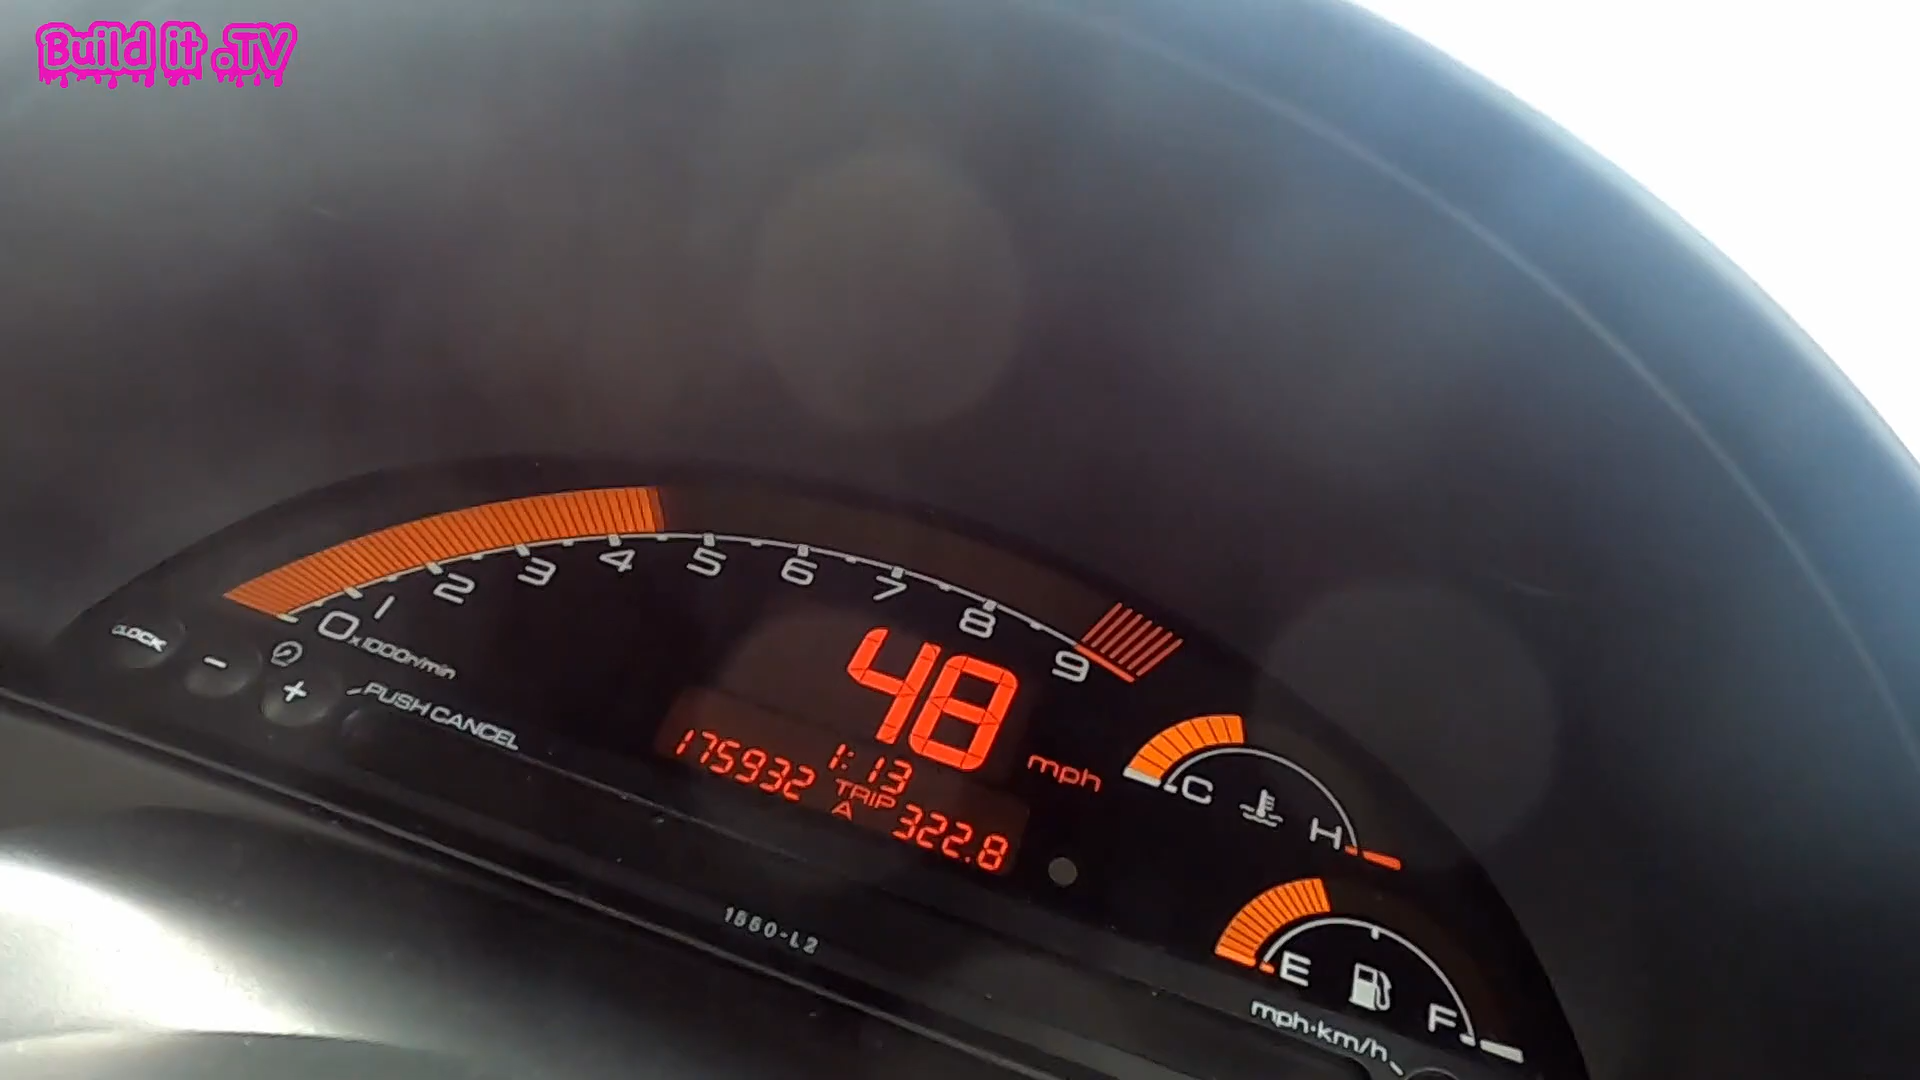 Build it .TV
0 1 2 3 4 5 6 7 8 9
x1000r/min
CLOCK
-
+
PUSH CANCEL
48 mph
1:13
175932 TRIP A 322.8
C H
1550-L2
E F
mph·km/h